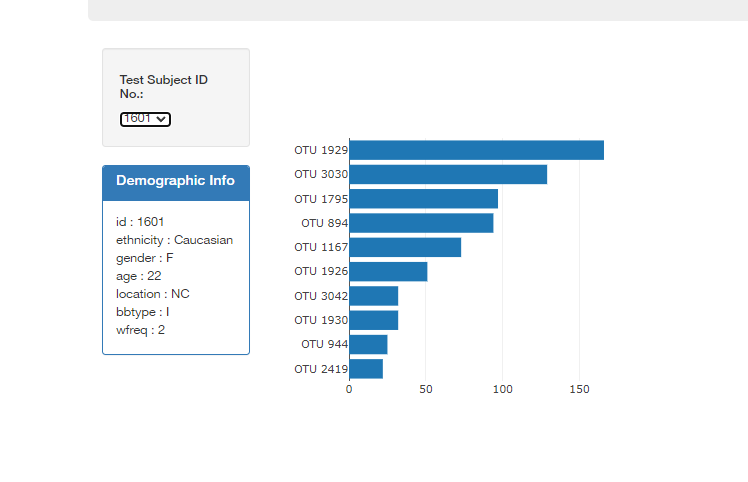 Test Subject ID
No.:
1601
Demographic Info
id : 1601
ethnicity : Caucasian
gender : F
age : 22
location : NC
bbtype : I
wfreq : 2
OTU 1929
OTU 3030
OTU 1795
OTU 894
OTU 1167
OTU 1926
OTU 3042
OTU 1930
OTU 944
OTU 2419
0 50 100 150